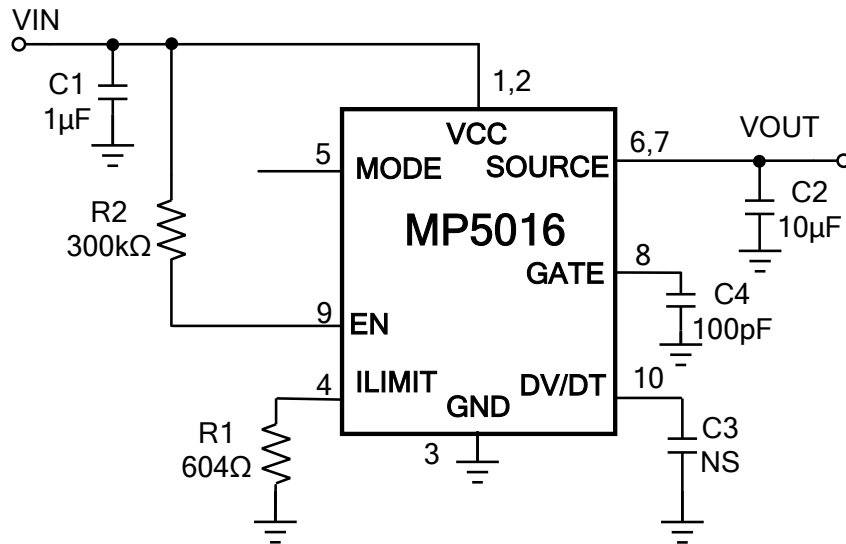 VIN
C1
1µF
1,2
VCC
5
MODE
SOURCE
6,7
VOUT
R2
300kΩ
MP5016
C2
10µF
8
GATE
C4
100pF
9
EN
4
ILIMIT
DV/DT
10
GND
R1
604Ω
3
C3
NS